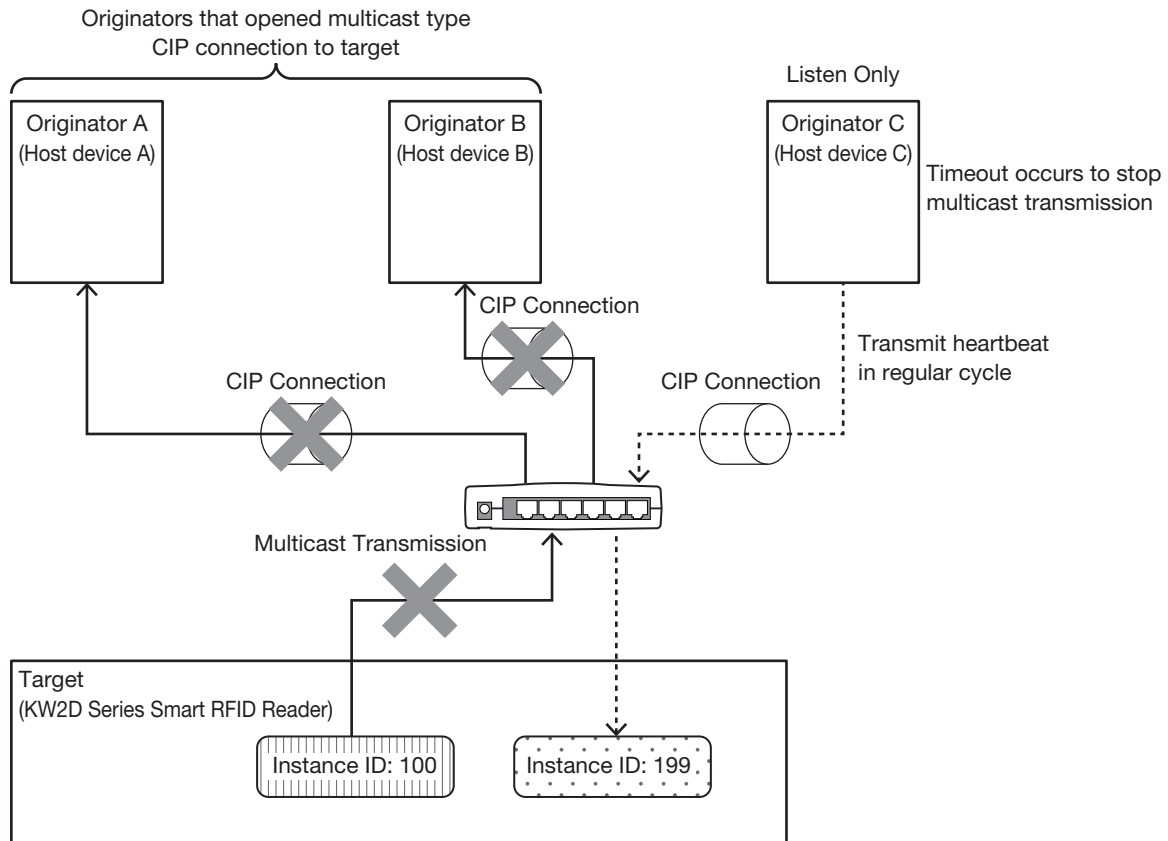 Originators that opened multicast type
CIP connection to target
Listen Only
Originator A
(Host device A)
Originator B
(Host device B)
Originator C
(Host device C)
Timeout occurs to stop
multicast transmission
CIP Connection
Transmit heartbeat
in regular cycle
CIP Connection
CIP Connection
Multicast Transmission
Target
(KW2D Series Smart RFID Reader)
Instance ID: 100
Instance ID: 199